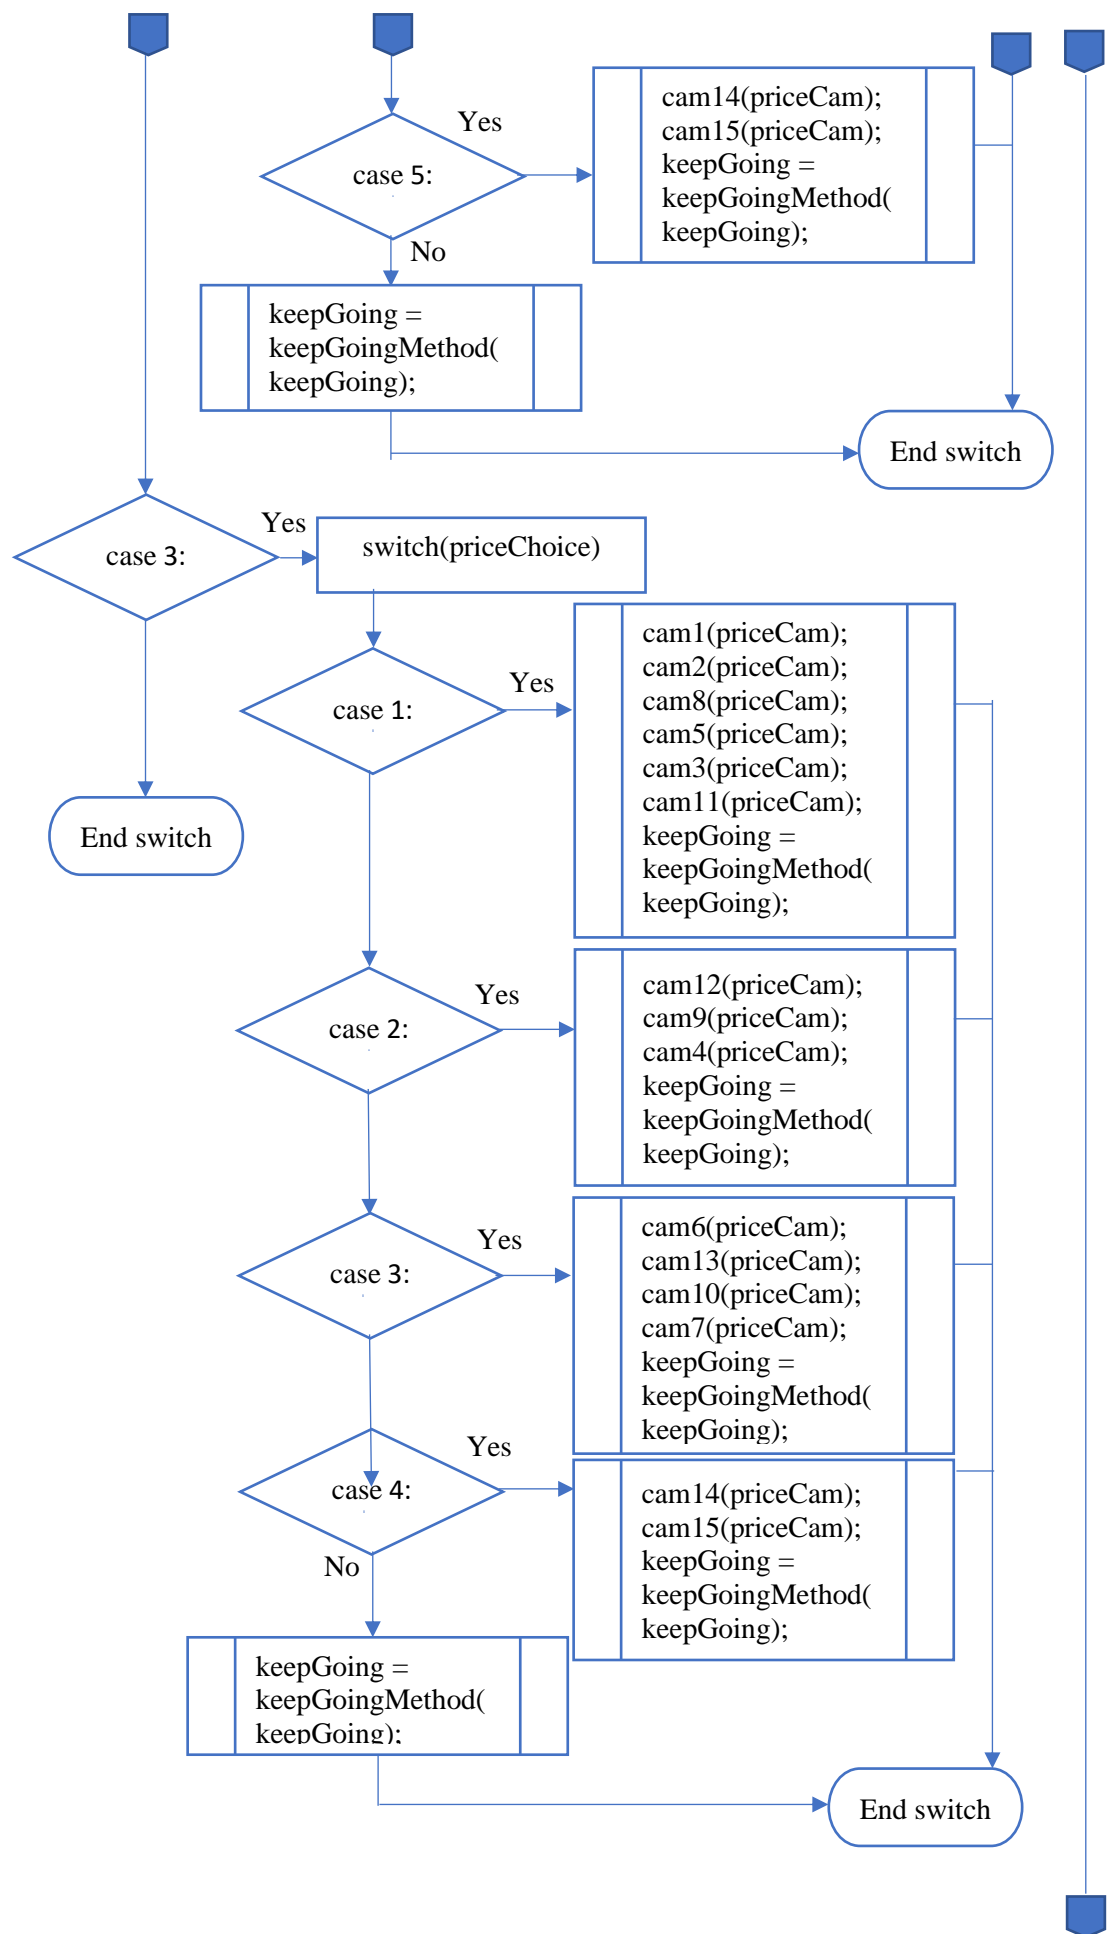 Yes
cam14(priceCam);
cam15(priceCam);
keepGoing =
keepGoingMethod(
keepGoing);
case 5:
No
keepGoing =
keepGoingMethod(
keepGoing);
End switch
case 3:
Yes
switch(priceChoice)
case 1:
Yes
cam1(priceCam);
cam2(priceCam);
cam8(priceCam);
cam5(priceCam);
cam3(priceCam);
cam11(priceCam);
keepGoing =
keepGoingMethod(
keepGoing);
End switch
case 2:
Yes
cam12(priceCam);
cam9(priceCam);
cam4(priceCam);
keepGoing =
keepGoingMethod(
keepGoing);
case 3:
Yes
cam6(priceCam);
cam13(priceCam);
cam10(priceCam);
cam7(priceCam);
keepGoing =
keepGoingMethod(
keepGoing);
case 4:
Yes
cam14(priceCam);
cam15(priceCam);
keepGoing =
keepGoingMethod(
keepGoing);
No
keepGoing =
keepGoingMethod(
keepGoing);
End switch